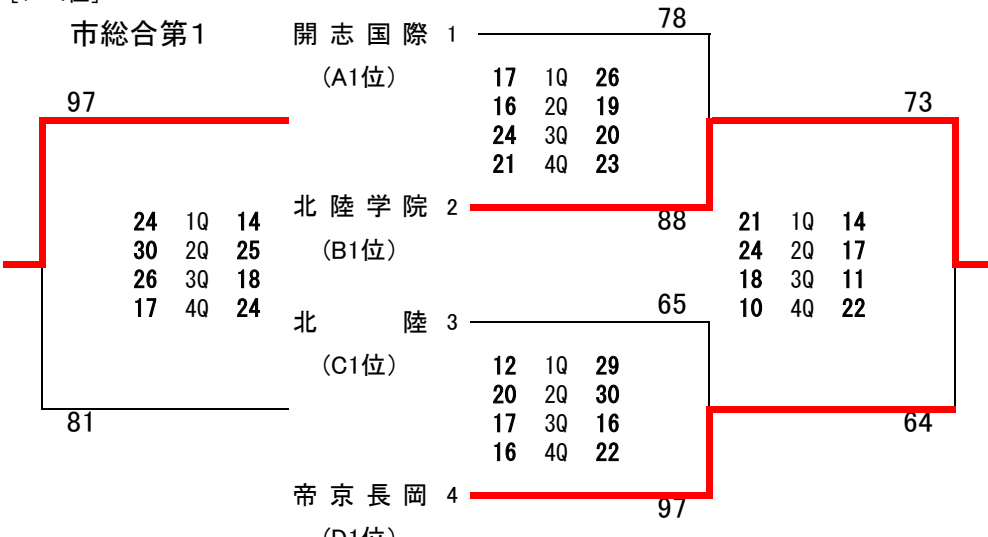 市総合第1
開志国際 1
78
(A1位)
17 1Q 26
16 2Q 19
24 3Q 20
21 4Q 23
97
73
北陸学院 2
88
(B1位)
24 1Q 14
30 2Q 25
26 3Q 18
17 4Q 24
21 1Q 14
24 2Q 17
18 3Q 11
10 4Q 22
北陸 3
65
(C1位)
12 1Q 29
20 2Q 30
17 3Q 16
16 4Q 22
81
64
帝京長岡 4
97
(D1位)